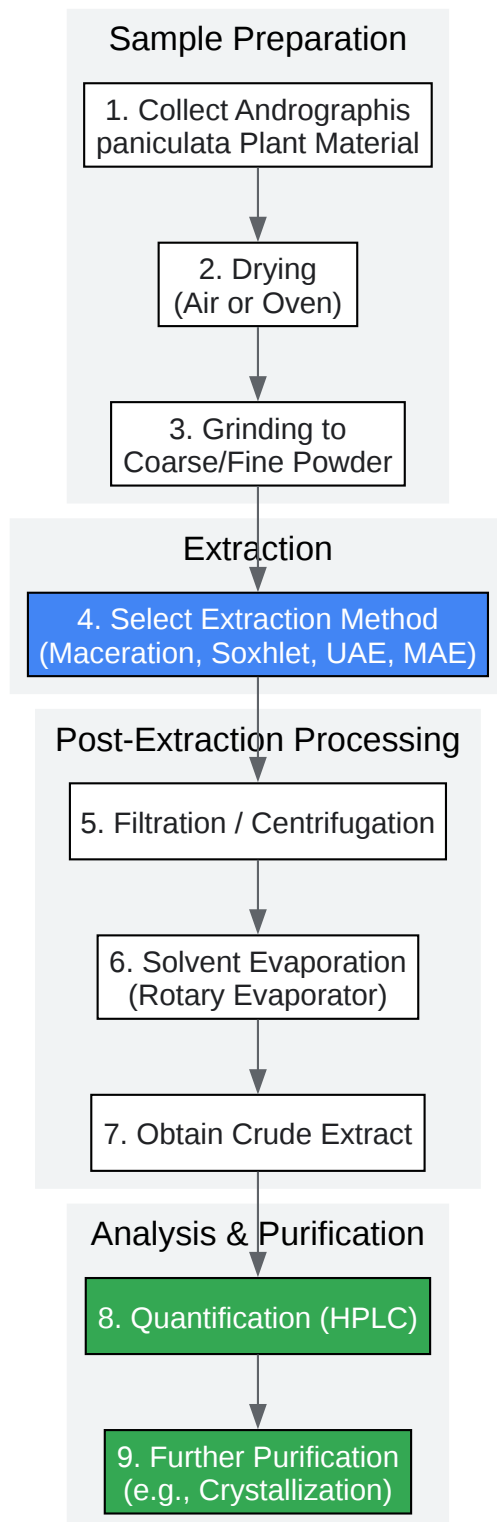 Sample Preparation
1. Collect Andrographis
paniculata Plant Material
2. Drying
(Air or Oven)
3. Grinding to
Coarse/Fine Powder
Extraction
4. Select Extraction Method
(Maceration, Soxhlet, UAE, MAE)
Post-Extraction Processing
5. Filtration / Centrifugation
6. Solvent Evaporation
(Rotary Evaporator)
7. Obtain Crude Extract
Analysis & Purification
8. Quantification (HPLC)
9. Further Purification
(e.g., Crystallization)